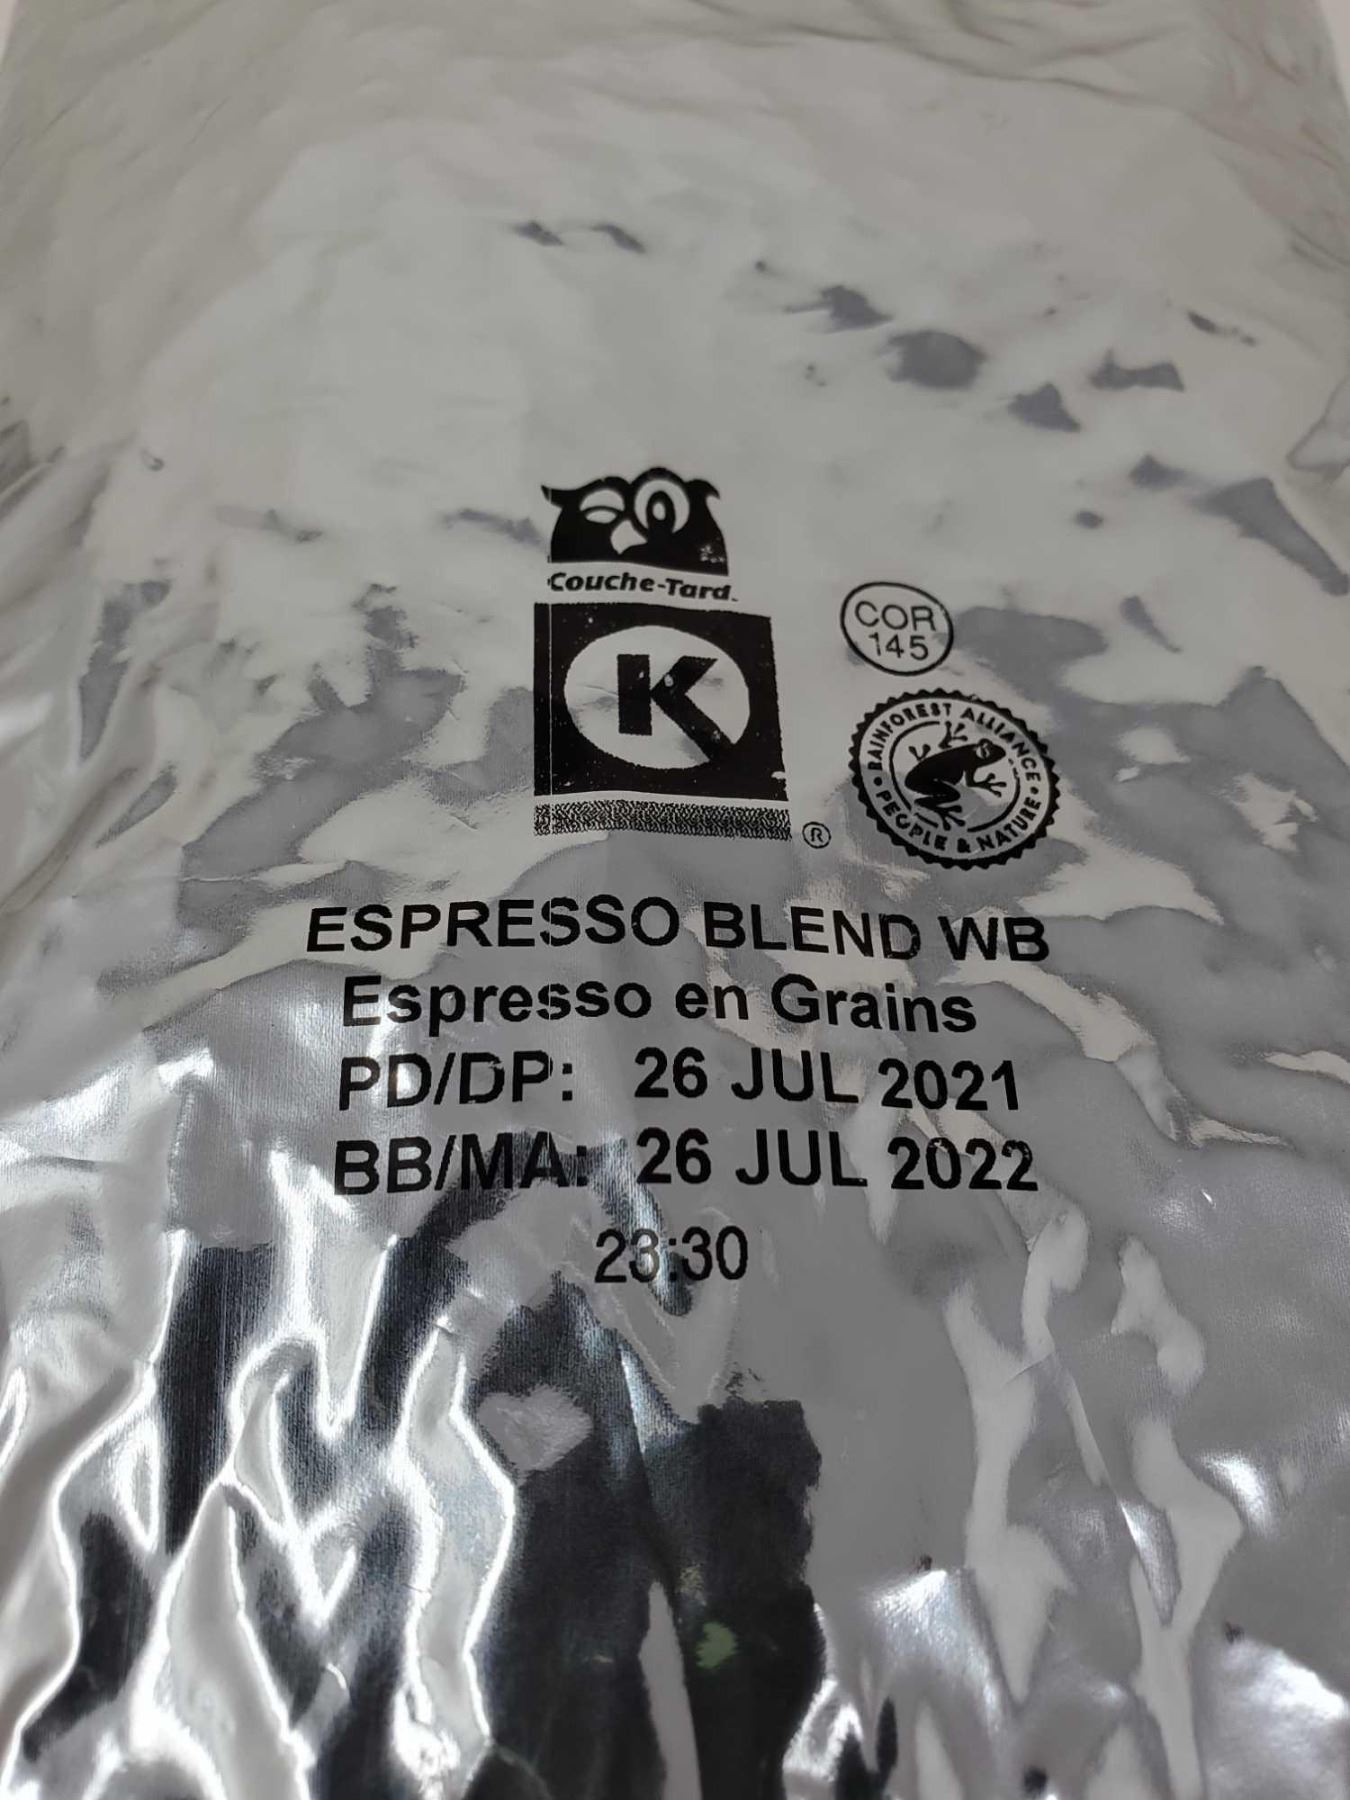 Couche-Tard.
K
®
COR
145
RAINFOREST ALLIANCE
• PEOPLE & NATURE •
ESPRESSO BLEND WB
Espresso en Grains
PD/DP: 26 JUL 2021
BB/MA: 26 JUL 2022
23:30